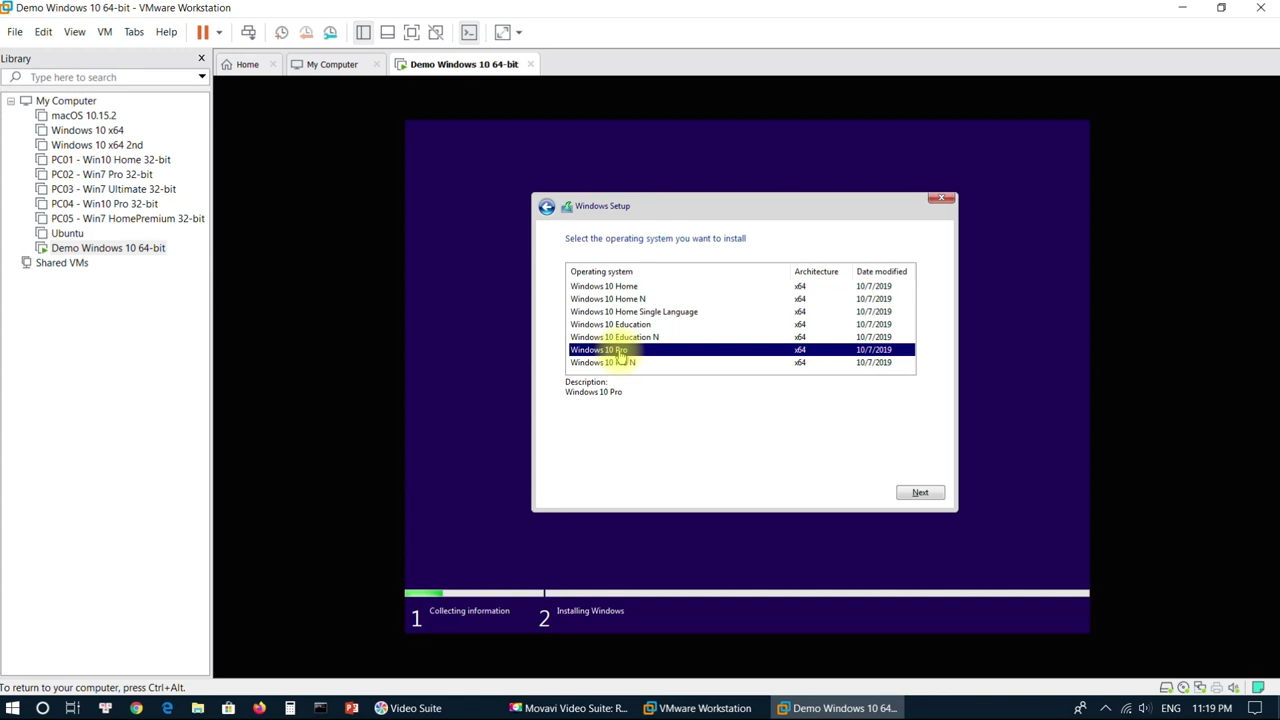 Demo Windows 10 64-bit - VMware Workstation
File Edit View VM Tabs Help
Library
Type here to search
My Computer
macOS 10.15.2
Windows 10 x64
Windows 10 x64 2nd
PC01 - Win10 Home 32-bit
PC02 - Win7 Pro 32-bit
PC03 - Win7 Ultimate 32-bit
PC04 - Win10 Pro 32-bit
PC05 - Win7 HomePremium 32-bit
Ubuntu
Demo Windows 10 64-bit
Shared VMs
Home My Computer Demo Windows 10 64-bit
Windows Setup
Select the operating system you want to install
Operating system Architecture Date modified
Windows 10 Home x64 10/7/2019
Windows 10 Home N x64 10/7/2019
Windows 10 Home Single Language x64 10/7/2019
Windows 10 Education x64 10/7/2019
Windows 10 Education N x64 10/7/2019
Windows 10 Pro x64 10/7/2019
Windows 10 N x64 10/7/2019
Description:
Windows 10 Pro
Next
1 Collecting information 2 Installing Windows
To return to your computer, press Ctrl+Alt.
Video Suite Movavi Video Suite: R... VMware Workstation Demo Windows 10 64... ENG 11:19 PM